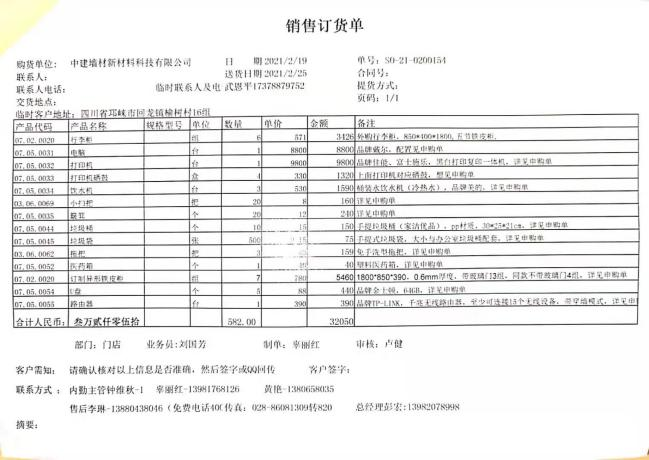 销售订货单
购货单位： 中建墙材新材料科技有限公司 日 期 2021/2/19 单号：SO-21-0200154
联系人： 送货日期 2021/2/25 合同号：
联系人电话： 临时联系人及电 武恩平17378879752 提货方式：
交货地点： 页码：1/1
临时客户地址：四川省邛崃市回龙镇榆树村16组
产品代码 产品名称 规格型号 单位 数量 单价 金额 备注
07.02.0020 行李柜 组 6 571 3426 外购行李柜，850*400*1800，五节铁皮柜，
07.05.0031 电脑 台 1 8800 8800 品牌戴尔，配置见申购单
07.05.0032 打印机 台 1 9800 9800 品牌佳能、富士施乐，黑白打印复印一体机，详见申购单
07.05.0033 打印机硒鼓 盒 4 330 1320 上面打印机对应硒鼓，型见申购单
07.05.0034 饮水机 台 3 530 1590 桶装水饮水机（冷热水），品牌美的，详见申购单
03.06.0069 小扫把 把 20 8 160 详见申购单
07.05.0035 簸箕 个 20 12 240 详见申购单
07.05.0044 垃圾桶 个 10 15 150 手提垃圾桶（家洁优品），pp材质，30*25*21cm，详见申购单
07.05.0045 垃圾袋 张 500 0.15 75 手提式垃圾袋，大小与办公室垃圾桶配套，详见申购单
03.06.0062 拖把 把 3 159 免手洗型拖把，详见申购单
07.05.0052 医药箱 个 塑料医药箱，详见申购单
07.02.0020 订制异形铁皮柜 组 7 780 5460 1800*850*390，0.6mm厚度，带玻璃门3组，同款不带玻璃门4组，详见申购单
07.05.0054 U盘 个 5 88 440 品牌金士顿，64GB，详见申购单
07.05.0055 路由器 台 1 390 390 品牌TP-LINK，千兆无线路由器，至少可连接15个无线设备，带穿墙模式，详见申购单
合计人民币： 叁万贰仟零伍拾 582.00 32050
部门：门店 业务员：刘国芳 制单：辜丽红 审核：卢健
客户需知： 请确认核对以上信息是否准确，然后签字或QQ回传 客户签字：
联系方式： 内勤主管钟维秋-1 辜丽红-13981768126 黄艳-1380658035
售后李琳-13880438046（免费电话40( 传真：028-86081309转820 总经理彭宏：13982078998
摘要：